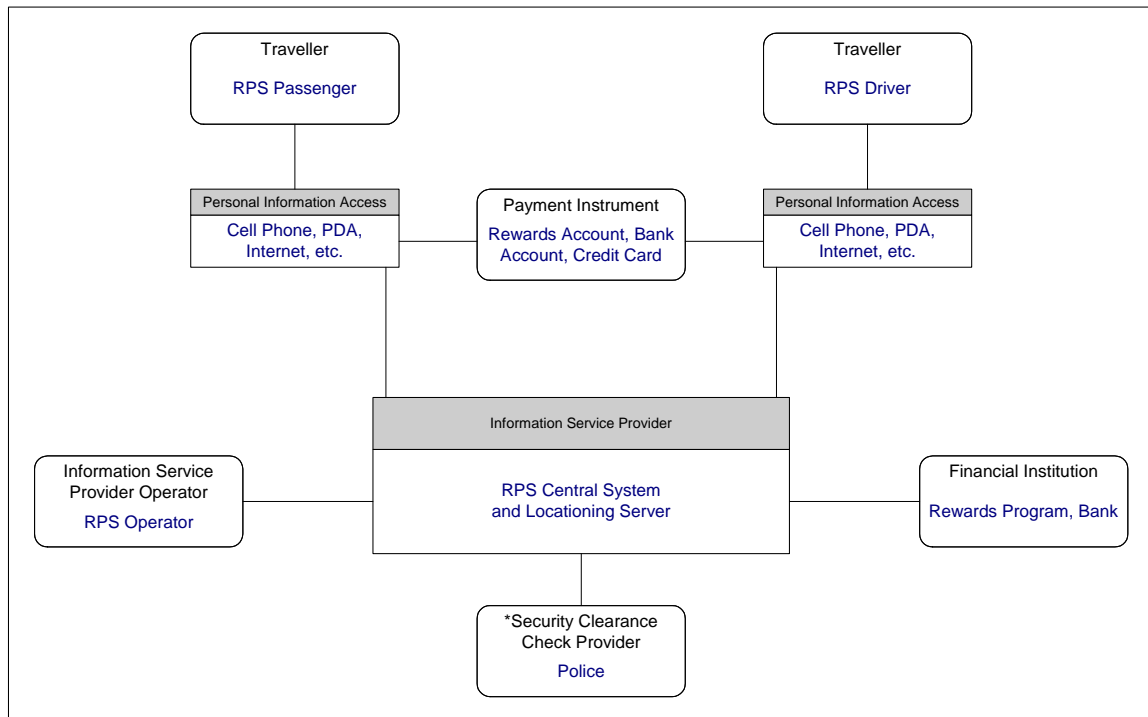 Traveller
RPS Passenger
Traveller
RPS Driver
Personal Information Access
Cell Phone, PDA,
Internet, etc.
Payment Instrument
Rewards Account, Bank
Account, Credit Card
Personal Information Access
Cell Phone, PDA,
Internet, etc.
Information Service Provider
RPS Central System
and Locationing Server
Information Service
Provider Operator
RPS Operator
Financial Institution
Rewards Program, Bank
*Security Clearance
Check Provider
Police